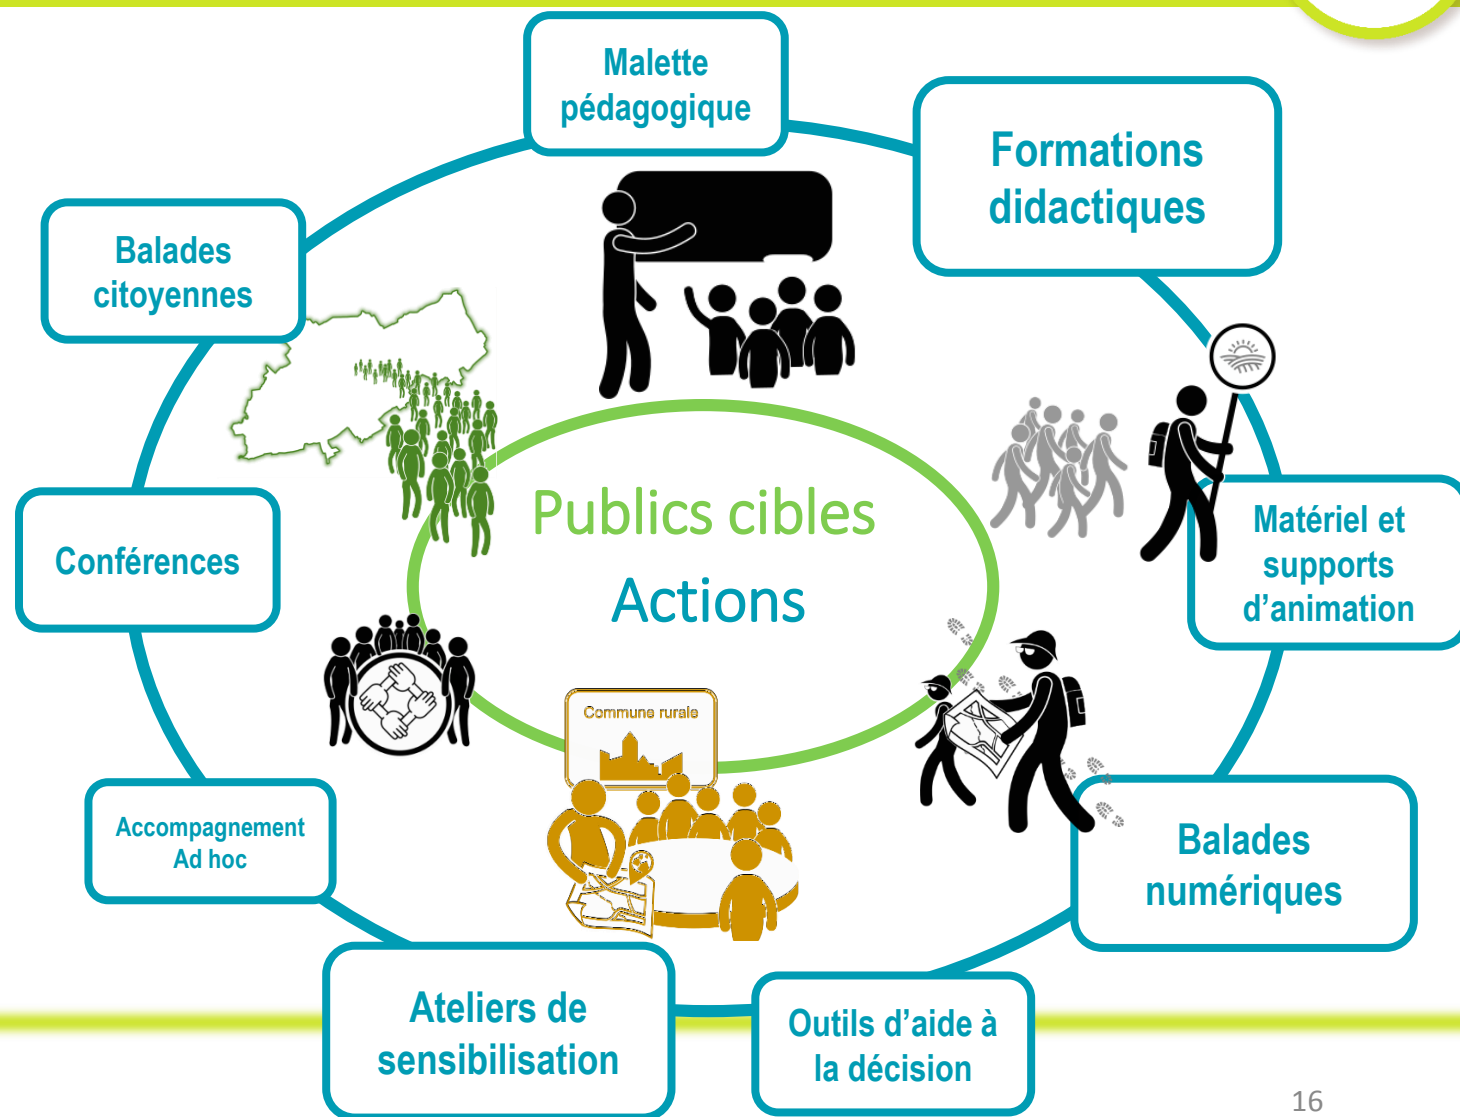 Malette
pédagogique
Formations
didactiques
Balades
citoyennes
Publics cibles
Actions
Conférences
Matériel et
supports
d’animation
Commune rurale
Accompagnement
Ad hoc
Balades
numériques
Ateliers de
sensibilisation
Outils d’aide à
la décision
16